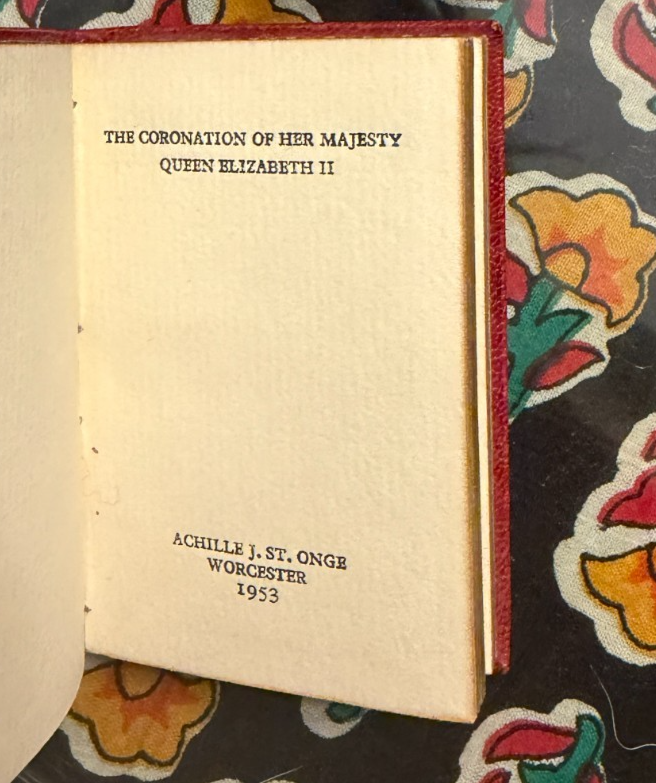 THE CORONATION OF HER MAJESTY
QUEEN ELIZABETH II
ACHILLE J. ST. ONGE
WORCESTER
1953